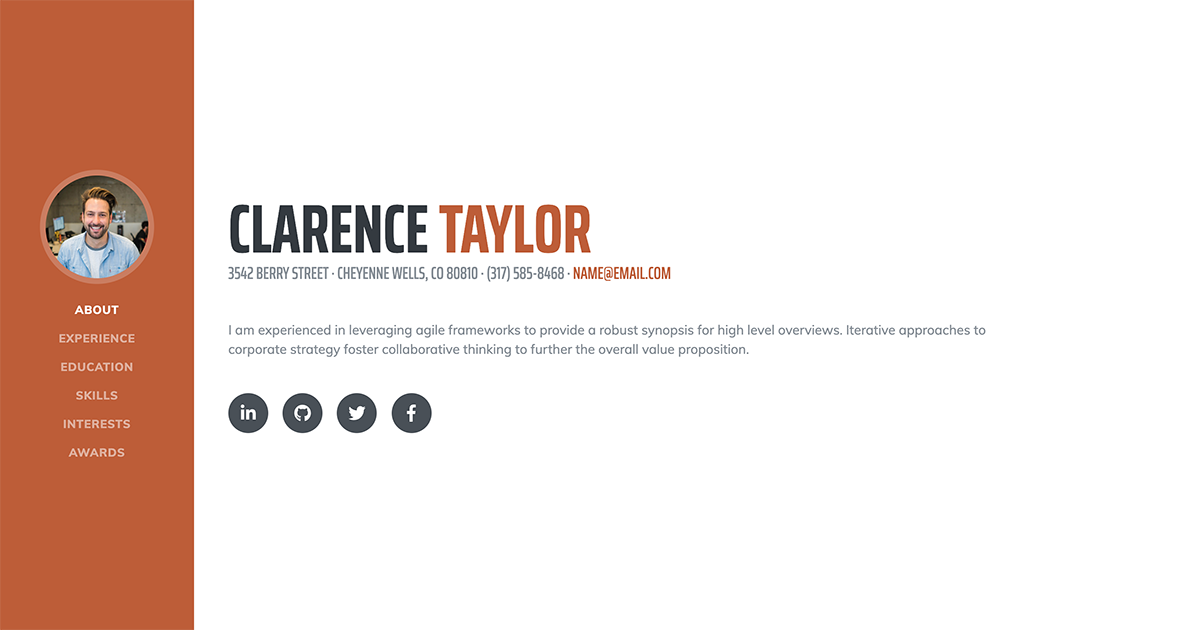 ABOUT
EXPERIENCE
EDUCATION
SKILLS
INTERESTS
AWARDS
CLARENCE TAYLOR
3542 BERRY STREET · CHEYENNE WELLS, CO 80810 · (317) 585-8468 · NAME@EMAIL.COM
I am experienced in leveraging agile frameworks to provide a robust synopsis for high level overviews. Iterative approaches to
corporate strategy foster collaborative thinking to further the overall value proposition.
in